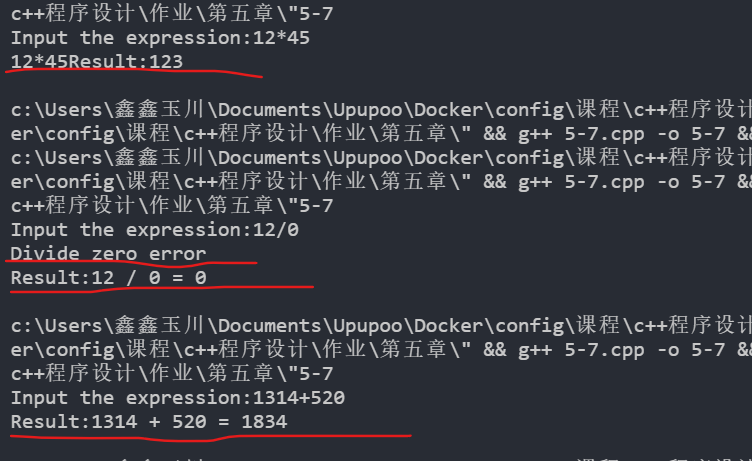 c++程序设计\作业\第五章\"5-7
Input the expression:12*45
12*45Result:123
c:\Users\鑫鑫玉川\Documents\Upupoo\Docker\config\课程\c++程序设计
er\config\课程\c++程序设计\作业\第五章\" && g++ 5-7.cpp -o 5-7 &&
c:\Users\鑫鑫玉川\Documents\Upupoo\Docker\config\课程\c++程序设计
er\config\课程\c++程序设计\作业\第五章\" && g++ 5-7.cpp -o 5-7 &&
c++程序设计\作业\第五章\"5-7
Input the expression:12/0
Divide zero error
Result:12 / 0 = 0
c:\Users\鑫鑫玉川\Documents\Upupoo\Docker\config\课程\c++程序设计
er\config\课程\c++程序设计\作业\第五章\" && g++ 5-7.cpp -o 5-7 &&
c++程序设计\作业\第五章\"5-7
Input the expression:1314+520
Result:1314 + 520 = 1834